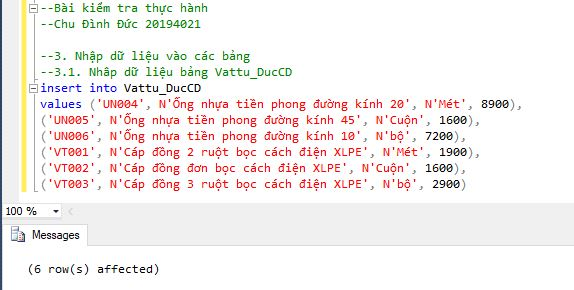 --Bài kiểm tra thực hành
--Chu Đình Đức 20194021
--3. Nhập dữ liệu vào các bảng
--3.1. Nhâp dữ liệu bảng Vattu_DucCD
insert into Vattu_DucCD
values ('UN004', N'Ống nhựa tiền phong đường kính 20', N'Mét', 8900),
('UN005', N'Ống nhựa tiền phong đường kính 45', N'Cuộn', 1600),
('UN006', N'Ống nhựa tiền phong đường kính 10', N'bộ', 7200),
('VT001', N'Cáp đồng 2 ruột bọc cách điện XLPE', N'Mét', 1900),
('VT002', N'Cáp đồng đơn bọc cách điện XLPE', N'Cuộn', 1600),
('VT003', N'Cáp đồng 3 ruột bọc cách điện XLPE', N'bộ', 2900)
100 %
Messages
(6 row(s) affected)